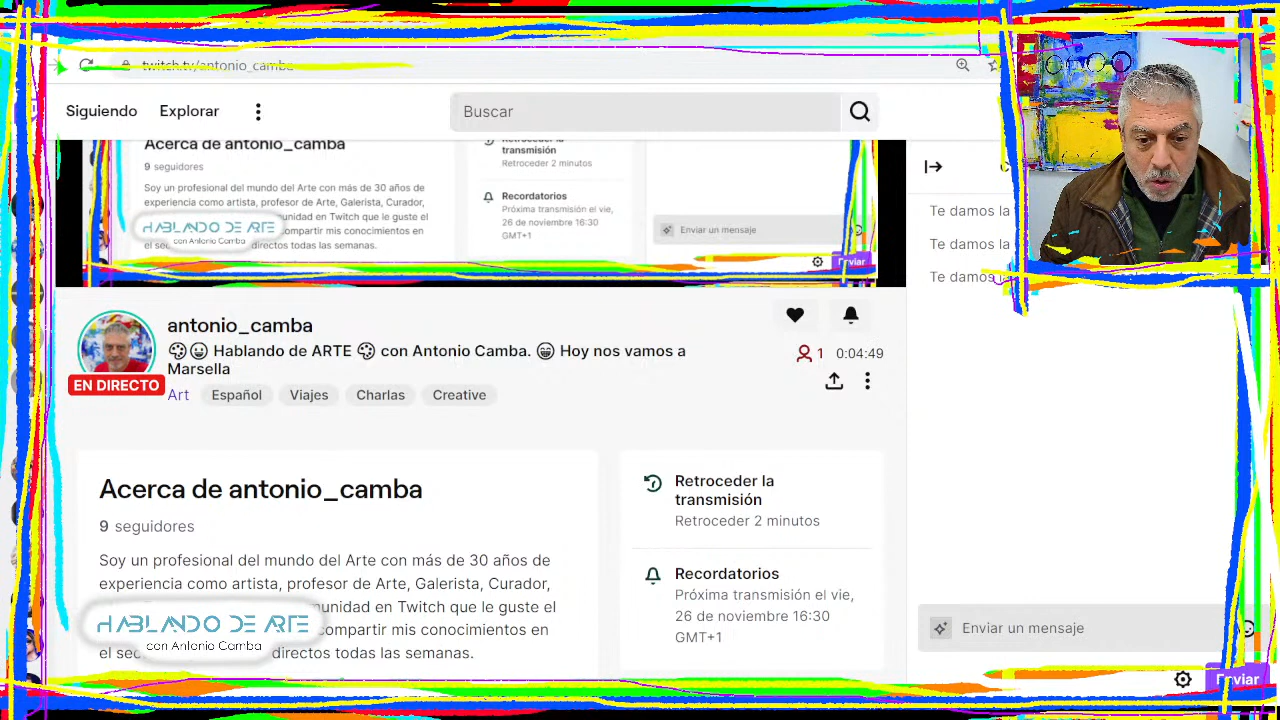 twitch.tv/antonio_camba
Siguiendo Explorar
Buscar
Acerca de antonio_camba
9 seguidores
Soy un profesional del mundo del Arte con más de 30 años de
experiencia como artista, profesor de Arte, Galerista, Curador,
unidad en Twitch que le guste el
compartir mis conocimientos en
el directos todas las semanas.
HABLANDO DE ARTE
con Antonio Camba
transmisión
Retroceder 2 minutos
Recordatorios
Próxima transmisión el vie,
26 de noviembre 16:30
GMT+1
Enviar un mensaje
Enviar
Te damos la
Te damos la
Te damos
antonio_camba
Hablando de ARTE con Antonio Camba. Hoy nos vamos a
Marsella
EN DIRECTO
Art Español Viajes Charlas Creative
1 0:04:49
Acerca de antonio_camba
9 seguidores
Soy un profesional del mundo del Arte con más de 30 años de
experiencia como artista, profesor de Arte, Galerista, Curador,
munidad en Twitch que le guste el
compartir mis conocimientos en
el directos todas las semanas.
HABLANDO DE ARTE
con Antonio Camba
Retroceder la
transmisión
Retroceder 2 minutos
Recordatorios
Próxima transmisión el vie,
26 de noviembre 16:30
GMT+1
Enviar un mensaje
Enviar